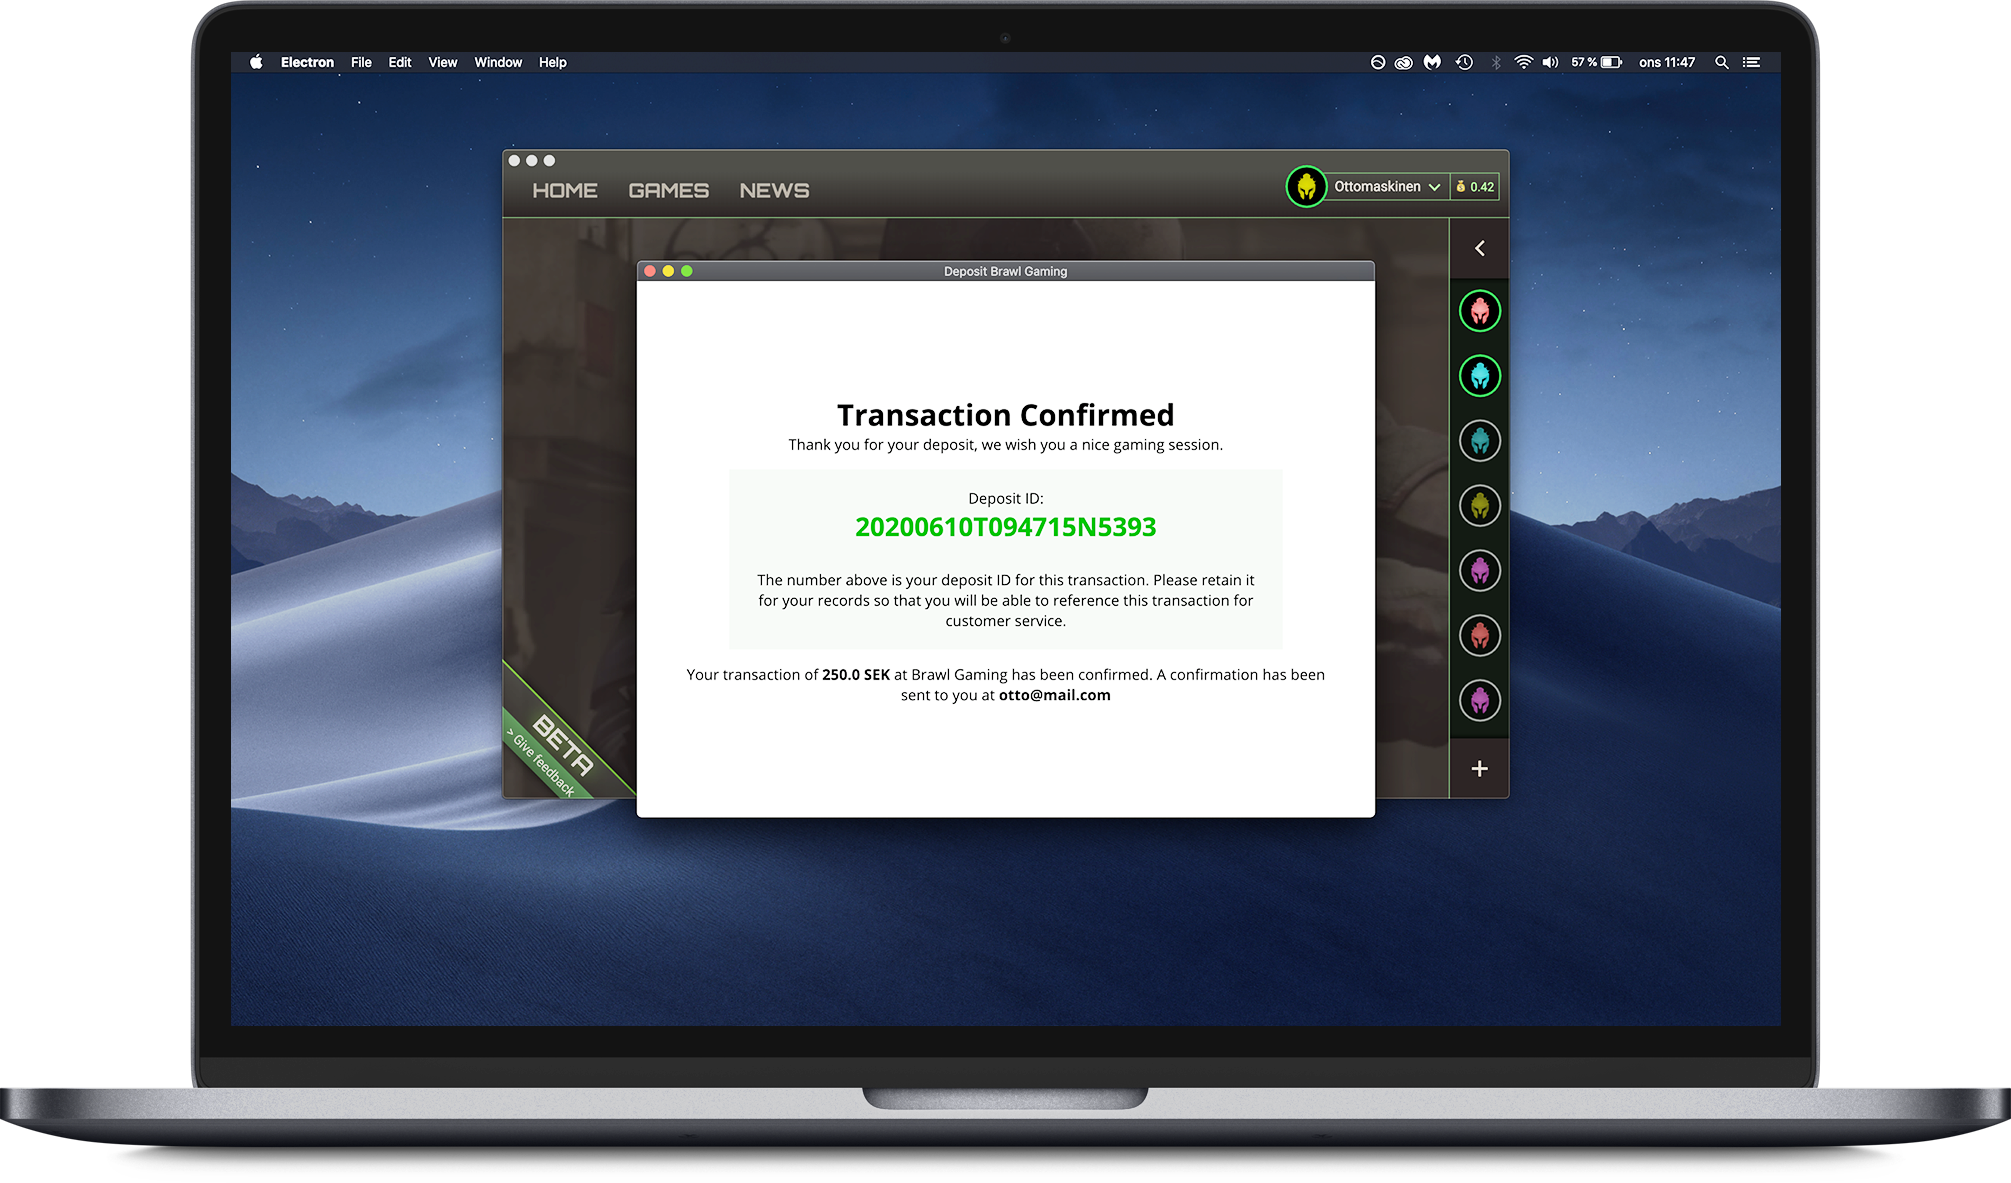 Electron File Edit View Window Help 57 % ons 11:47
HOME GAMES NEWS Ottomaskinen 0.42
Deposit Brawl Gaming
Transaction Confirmed
Thank you for your deposit, we wish you a nice gaming session.
Deposit ID:
20200610T094715N5393
The number above is your deposit ID for this transaction. Please retain it
for your records so that you will be able to reference this transaction for
customer service.
Your transaction of 250.0 SEK at Brawl Gaming has been confirmed. A confirmation has been
sent to you at otto@mail.com
BETA
> Give feedback